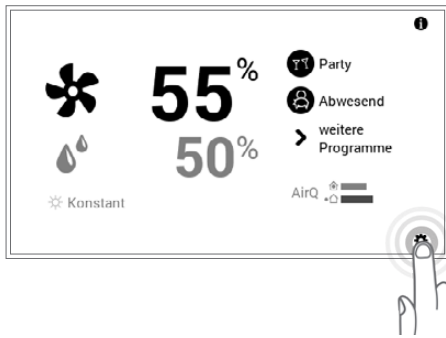 55%
Party
Abwesend
50%
weitere
Programme
Konstant
AirQ